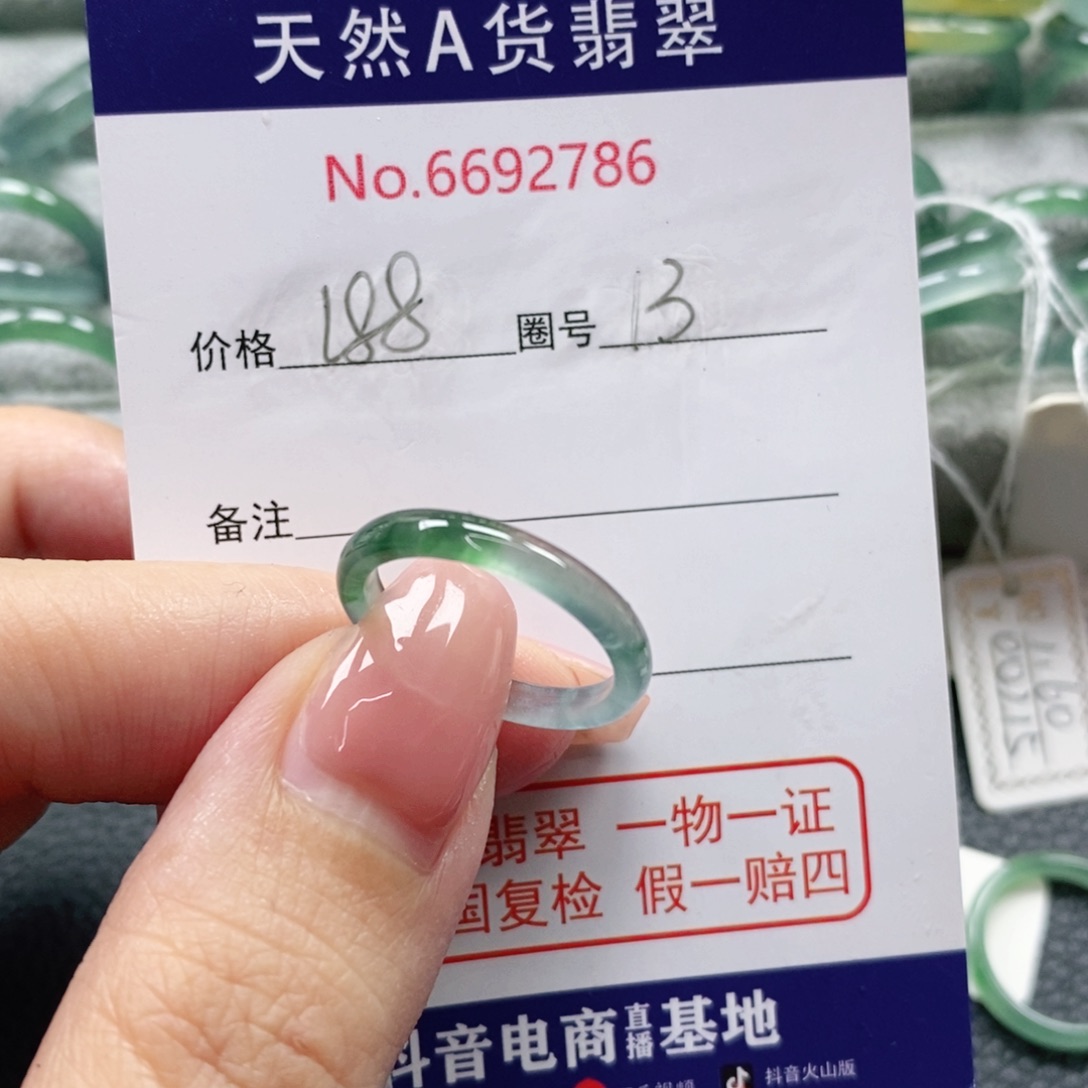 天然A货翡翠
No.6692786
价格 188 圈号 13
备注
翡翠 一物一证
国复检 假一赔四
抖音电商直播基地
抖音火山版